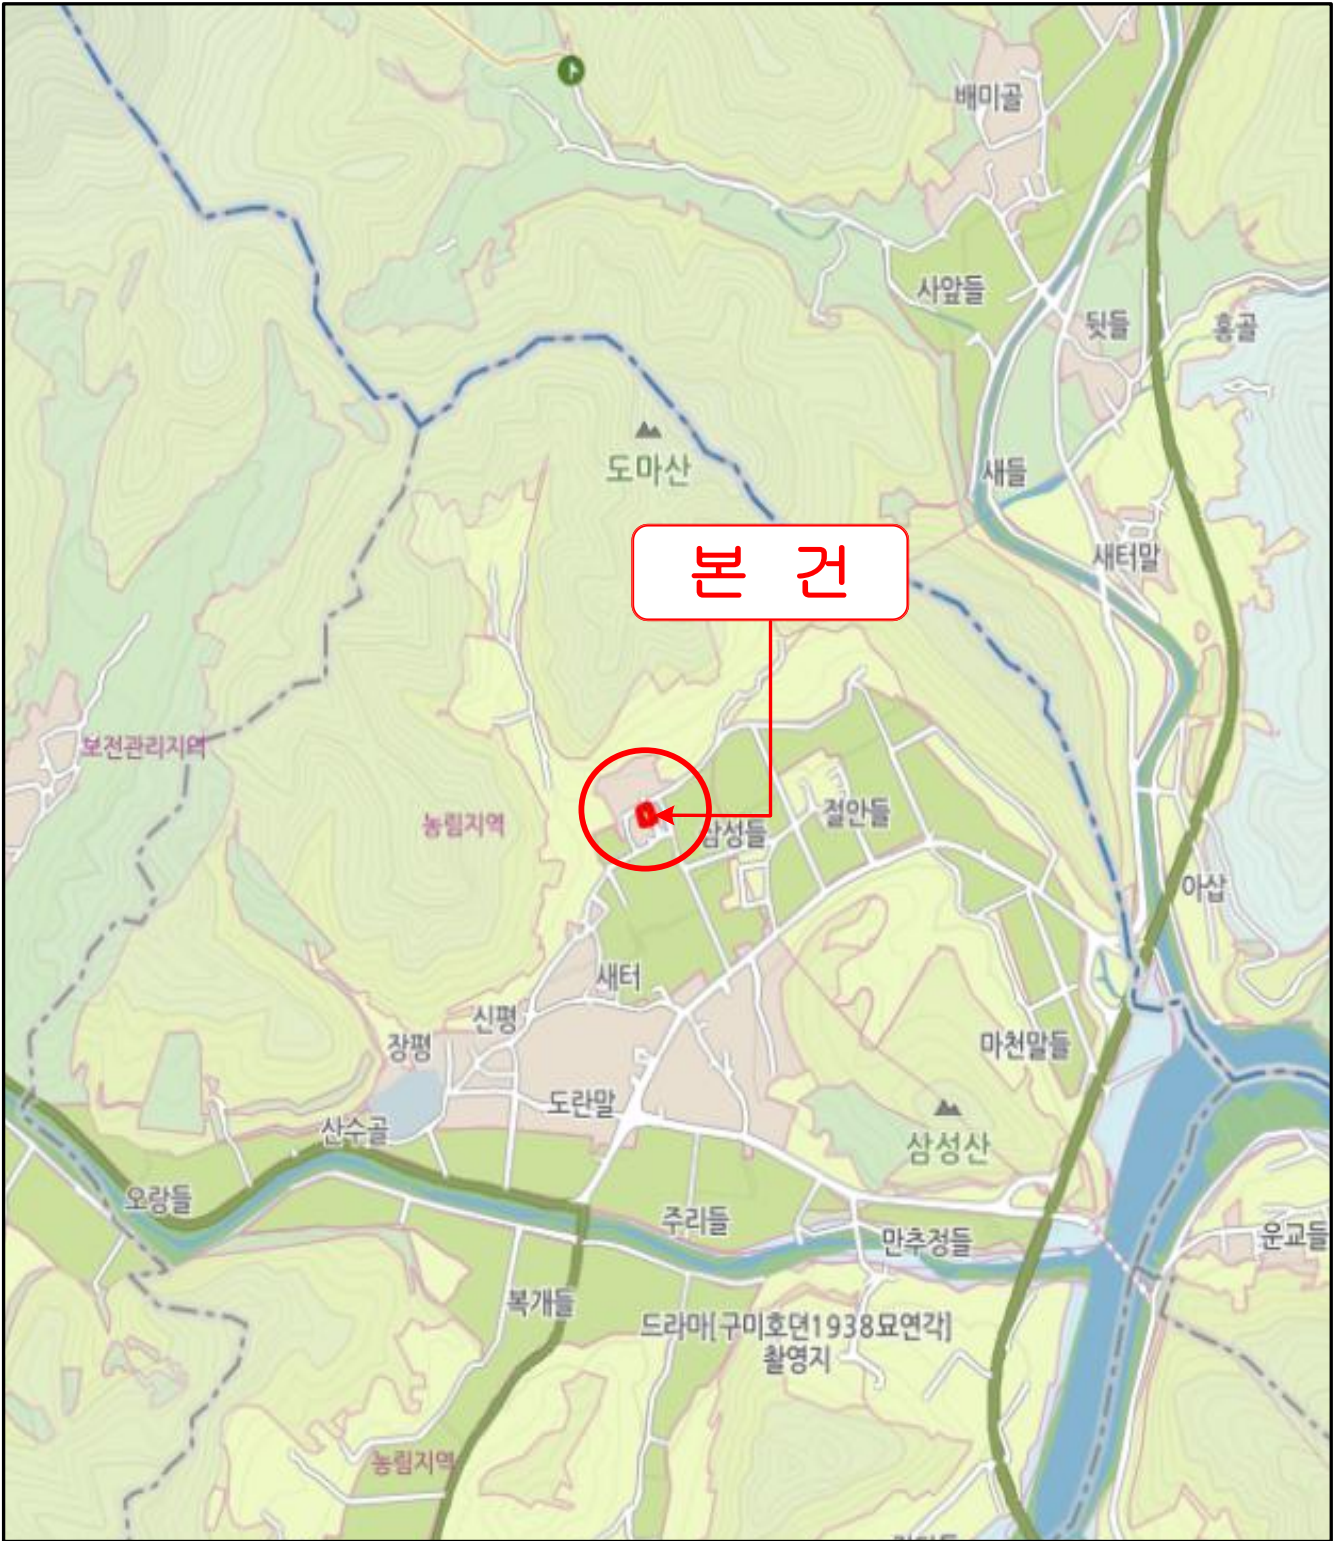 배미골
사앞들
뒷들
홍골
도마산
새들
본 건
새터말
보전관리지역
농림지역
삼성들
절안들
아삽
새터
신평
장평
마천말들
도란말
산수골
삼성산
오랑들
주리들
만추정들
운교들
복개들
드라마[구미호뎐1938묘연각]
촬영지
농림지역